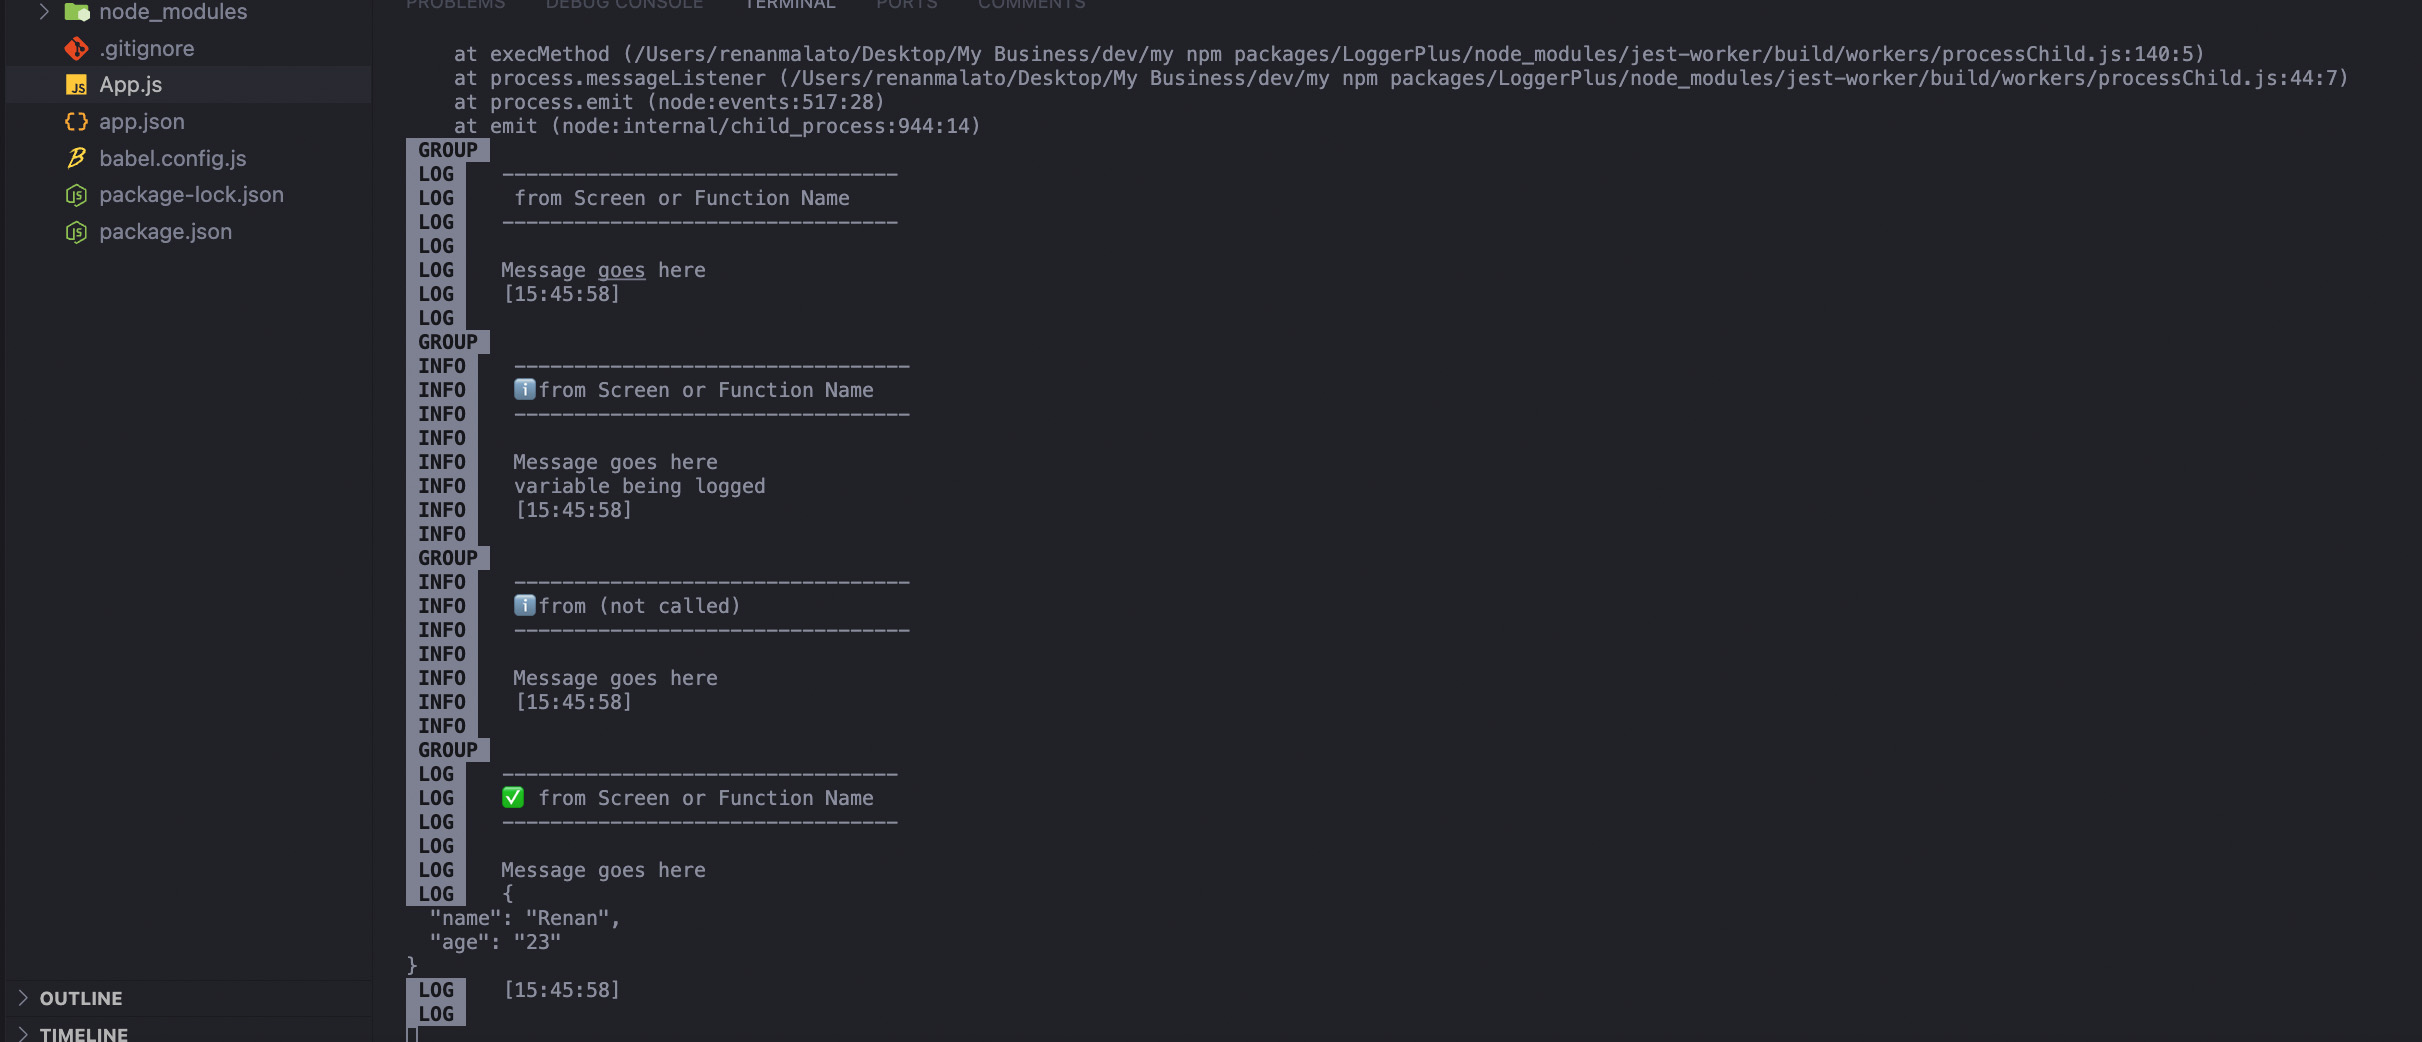 node_modules
.gitignore
App.js
app.json
babel.config.js
package-lock.json
package.json
OUTLINE
TIMELINE
PROBLEMS DEBUG CONSOLE TERMINAL PORTS COMMENTS
at execMethod (/Users/renanmalato/Desktop/My Business/dev/my npm packages/LoggerPlus/node_modules/jest-worker/build/workers/processChild.js:140:5)
at process.messageListener (/Users/renanmalato/Desktop/My Business/dev/my npm packages/LoggerPlus/node_modules/jest-worker/build/workers/processChild.js:44:7)
at process.emit (node:events:517:28)
at emit (node:internal/child_process:944:14)
GROUP
LOG ---------------------------------
LOG from Screen or Function Name
LOG ---------------------------------
LOG
LOG Message goes here
LOG [15:45:58]
LOG
GROUP
INFO ---------------------------------
INFO ℹ️from Screen or Function Name
INFO ---------------------------------
INFO
INFO Message goes here
INFO variable being logged
INFO [15:45:58]
INFO
GROUP
INFO ---------------------------------
INFO ℹ️from (not called)
INFO ---------------------------------
INFO
INFO Message goes here
INFO [15:45:58]
INFO
GROUP
LOG ---------------------------------
LOG ✅ from Screen or Function Name
LOG ---------------------------------
LOG
LOG Message goes here
LOG {
"name": "Renan",
"age": "23"
}
LOG [15:45:58]
LOG